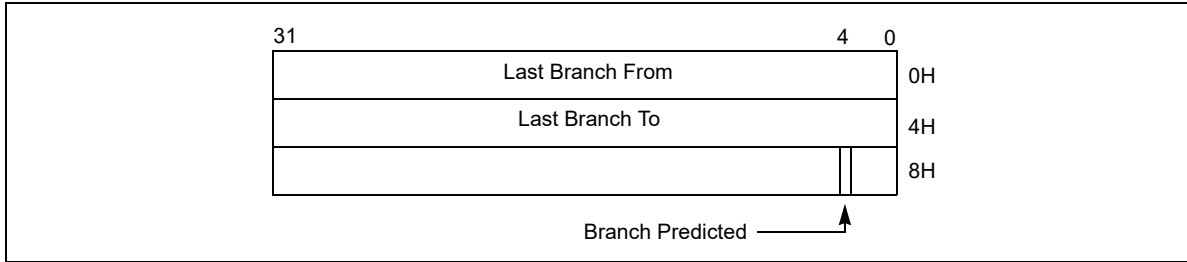 31 4 0
Last Branch From 0H
Last Branch To 4H
8H
Branch Predicted